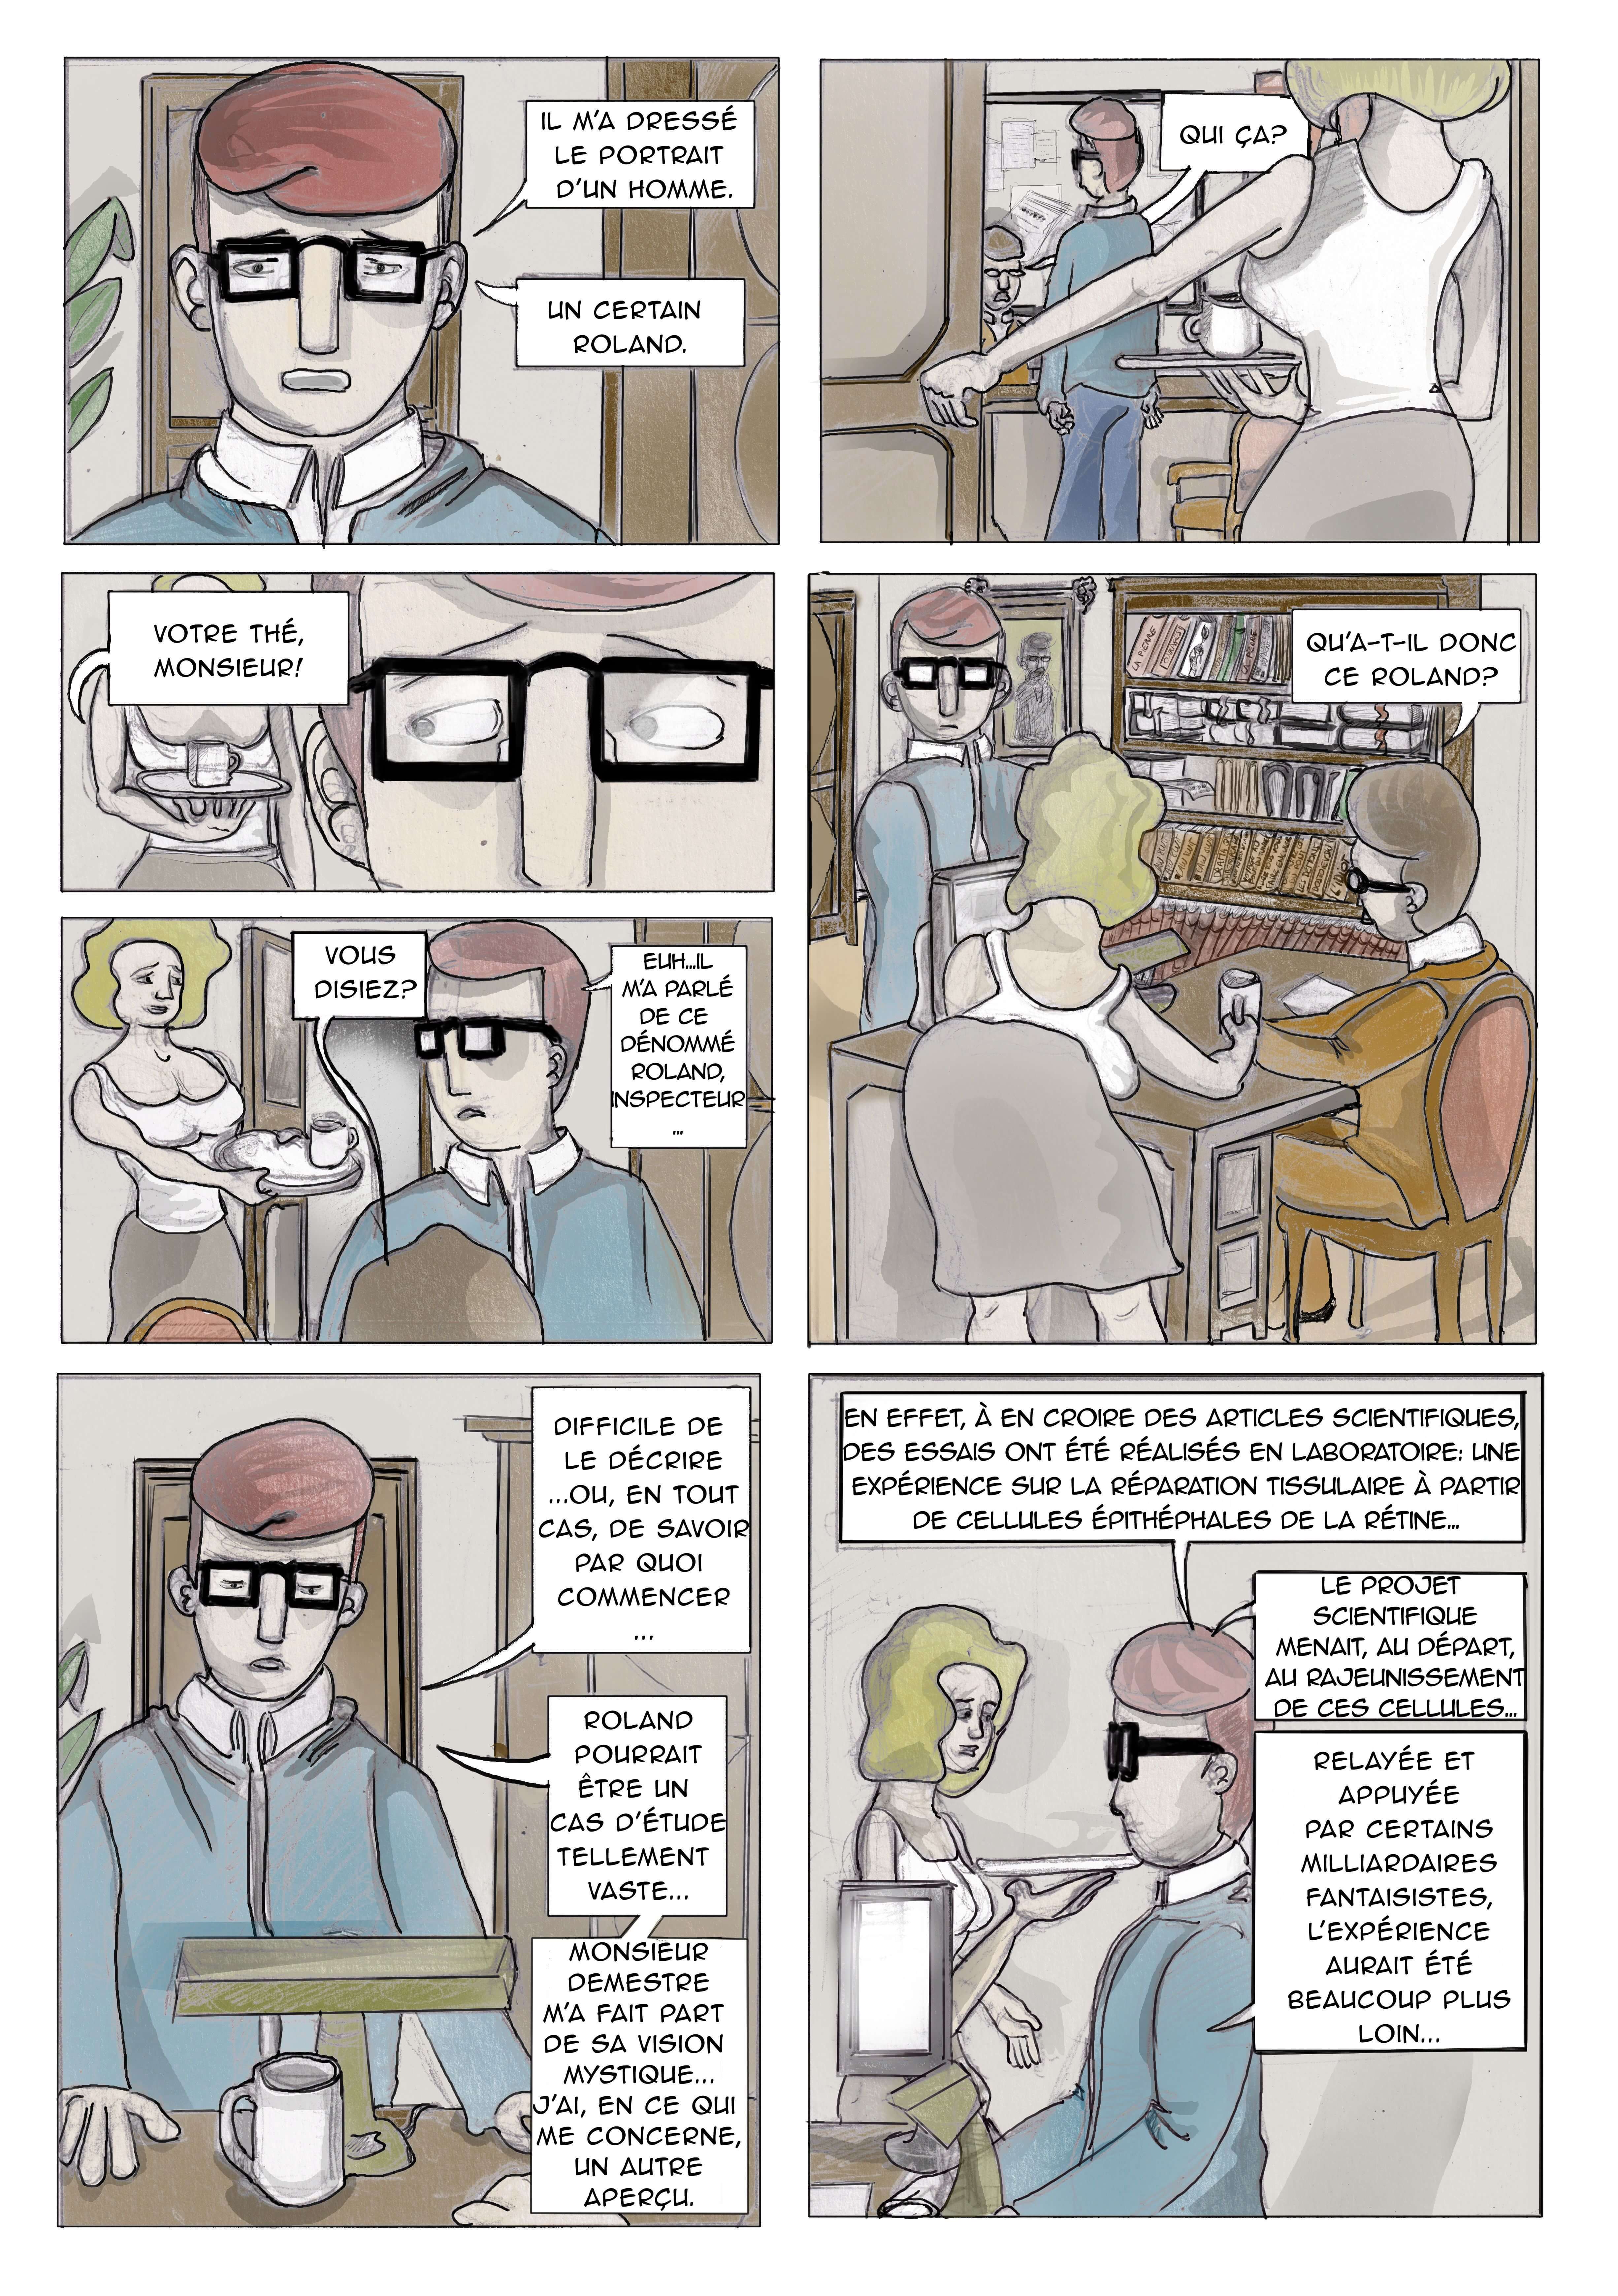 IL M'A DRESSÉ
LE PORTRAIT
D'UN HOMME.
UN CERTAIN
ROLAND.
QUI ÇA?
VOTRE THÉ,
MONSIEUR!
VOUS
DISIEZ?
EUH...IL
M'A PARLÉ
DE CE
DÉNOMMÉ
ROLAND,
INSPECTEUR
...
QU'A-T-IL DONC
CE ROLAND?
LA PIERRE
DIFFICILE DE
LE DÉCRIRE
...OU, EN TOUT
CAS, DE SAVOIR
PAR QUOI
COMMENCER
...
ROLAND
POURRAIT
ÊTRE UN
CAS D'ÉTUDE
TELLEMENT
VASTE...
MONSIEUR
DEMESTRE
M'A FAIT PART
DE SA VISION
MYSTIQUE...
J'AI, EN CE QUI
ME CONCERNE,
UN AUTRE
APERÇU.
EN EFFET, À EN CROIRE DES ARTICLES SCIENTIFIQUES,
DES ESSAIS ONT ÉTÉ RÉALISÉS EN LABORATOIRE: UNE
EXPÉRIENCE SUR LA RÉPARATION TISSULAIRE À PARTIR
DE CELLULES ÉPITHÉPHALES DE LA RÉTINE...
LE PROJET
SCIENTIFIQUE
MENAIT, AU DÉPART,
AU RAJEUNISSEMENT
DE CES CELLULES...
RELAYÉE ET
APPUYÉE
PAR CERTAINS
MILLIARDAIRES
FANTAISISTES,
L'EXPÉRIENCE
AURAIT ÉTÉ
BEAUCOUP PLUS
LOIN...